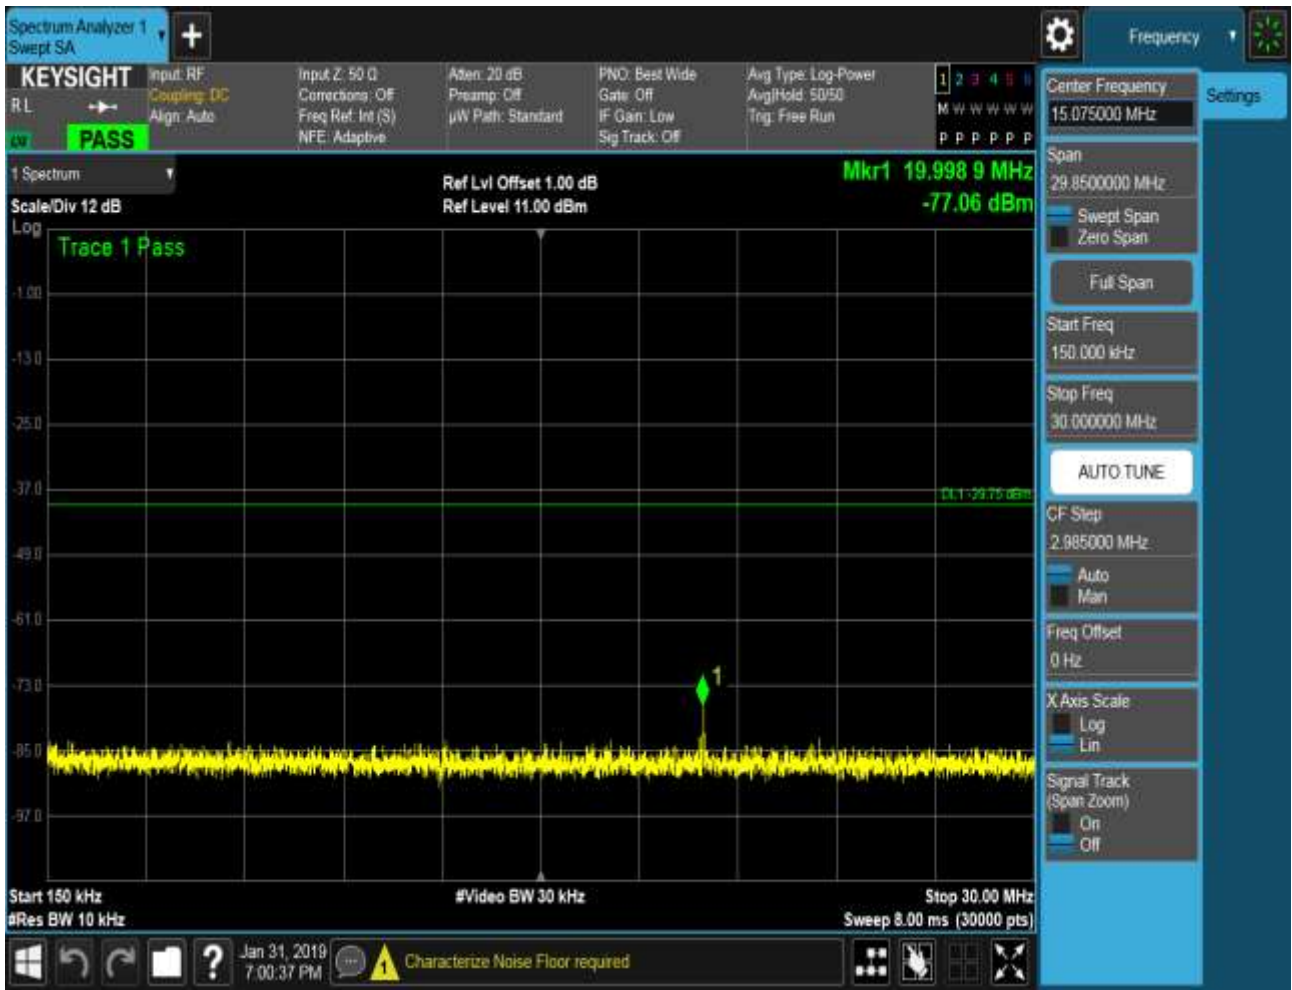 Spectrum Analyzer 1
Swept SA
Frequency
KEYSIGHT
R L
PASS
Input: RF
Coupling: DC
Align: Auto
Input Z: 50 Ω
Corrections: Off
Freq Ref: Int (S)
NFE: Adaptive
Atten: 20 dB
Preamp: Off
µW Path: Standard
PNO: Best Wide
Gate: Off
IF Gain: Low
Sig Track: Off
Avg Type: Log-Power
Avg|Hold: 50/50
Trig: Free Run
1 2 3 4 5 6
M W W W W W
P P P P P P
1 Spectrum
Scale/Div 12 dB
Log
Ref Lvl Offset 1.00 dB
Ref Level 11.00 dBm
Mkr1 19.998 9 MHz
-77.06 dBm
Trace 1 Pass
-1.00
-13.0
-25.0
-37.0
DL1 -39.75 dBm
-49.0
-61.0
-73.0
1
-85.0
-97.0
Start 150 kHz
#Video BW 30 kHz
Stop 30.00 MHz
#Res BW 10 kHz
Sweep 8.00 ms (30000 pts)
Jan 31, 2019
7:00:37 PM
?
1
Characterize Noise Floor required
Settings
Center Frequency
15.075000 MHz
Span
29.8500000 MHz
Swept Span
Zero Span
Full Span
Start Freq
150.000 kHz
Stop Freq
30.000000 MHz
AUTO TUNE
CF Step
2.985000 MHz
Auto
Man
Freq Offset
0 Hz
X Axis Scale
Log
Lin
Signal Track
(Span Zoom)
On
Off